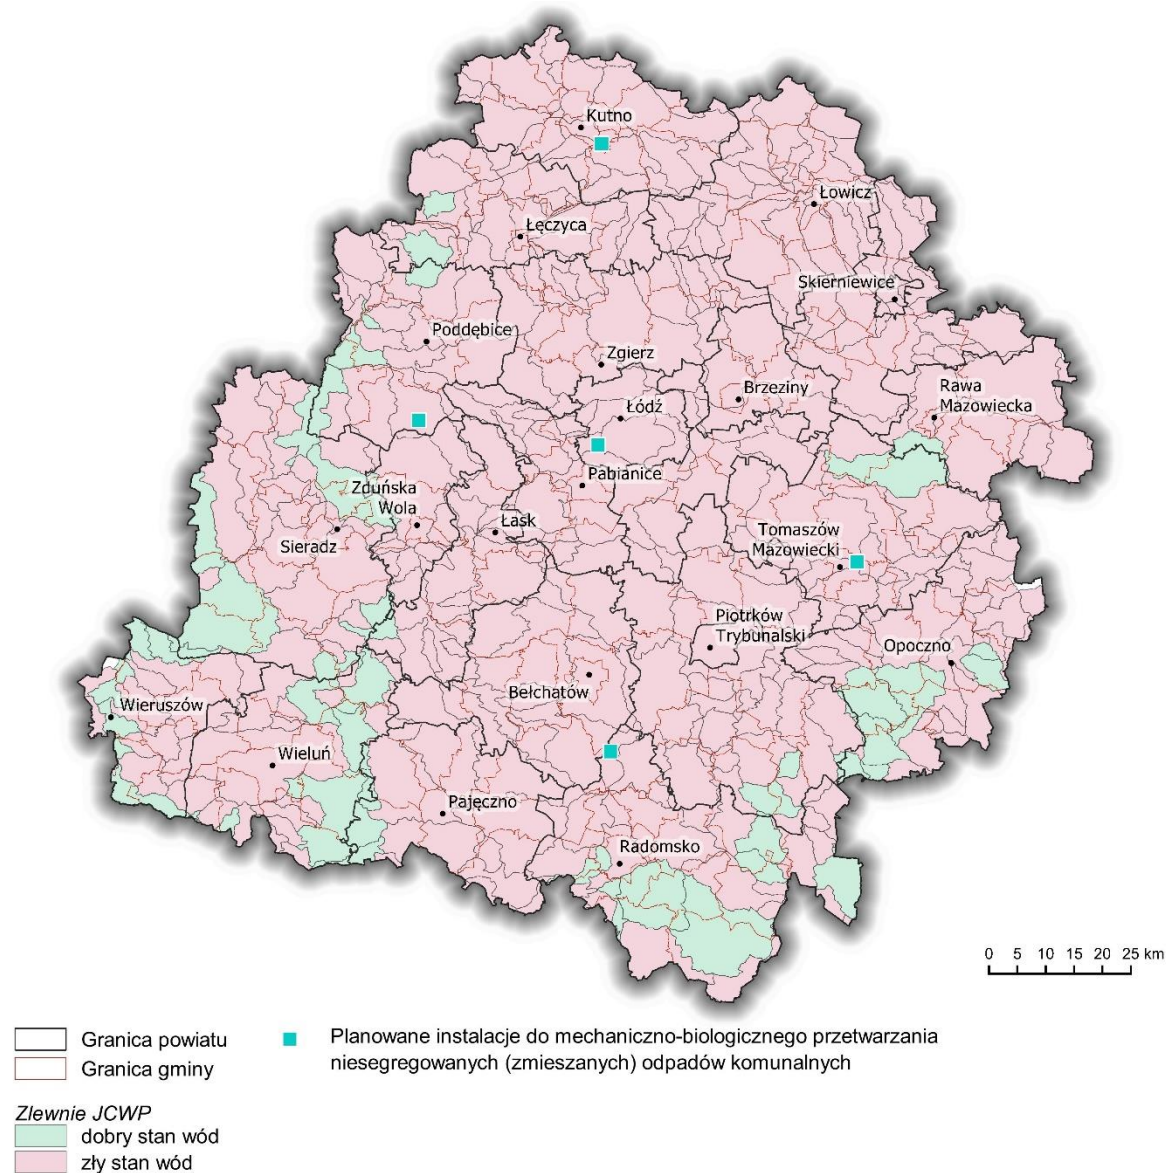 Kutno
Łowicz
Łęczyca
Skierniewice
Poddębice
Zgierz
Brzeziny
Rawa
Mazowiecka
Łódź
Pabianice
Zduńska
Wola
Łask
Sieradz
Tomaszów
Mazowiecki
Piotrków
Trybunalski
Opoczno
Bełchatów
Wieruszów
Wieluń
Pajęczno
Radomsko
0 5 10 15 20 25 km
Granica powiatu
Granica gminy
Planowane instalacje do mechaniczno-biologicznego przetwarzania
niesegregowanych (zmieszanych) odpadów komunalnych
Zlewnie JCWP
dobry stan wód
zły stan wód